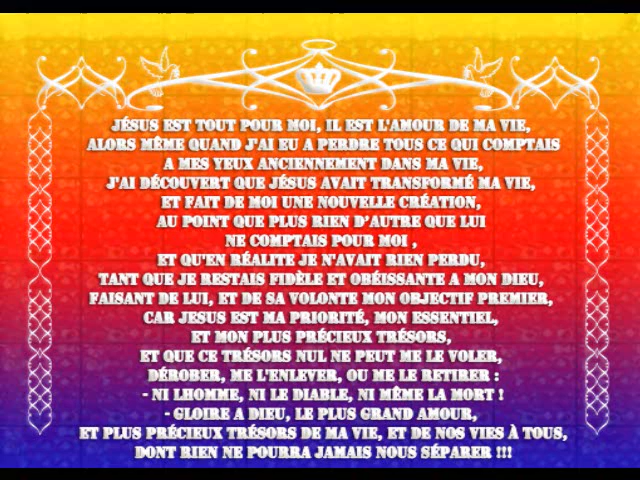 JÉSUS EST TOUT POUR MOI, IL EST L'AMOUR DE MA VIE,
ALORS MÊME QUAND J'AI EU A PERDRE TOUS CE QUI COMPTAIS
A MES YEUX ANCIENNEMENT DANS MA VIE,
J'AI DÉCOUVERT QUE JÉSUS AVAIT TRANSFORMÉ MA VIE,
ET FAIT DE MOI UNE NOUVELLE CRÉATION,
AU POINT QUE PLUS RIEN D'AUTRE QUE LUI
NE COMPTAIS POUR MOI ,
ET QU'EN RÉALITE JE N'AVAIT RIEN PERDU,
TANT QUE JE RESTAIS FIDÈLE ET OBÉISSANTE A MON DIEU,
FAISANT DE LUI, ET DE SA VOLONTE MON OBJECTIF PREMIER,
CAR JESUS EST MA PRIORITÉ, MON ESSENTIEL,
ET MON PLUS PRÉCIEUX TRÉSORS,
ET QUE CE TRÉSORS NUL NE PEUT ME LE VOLER,
DÉROBER, ME L'ENLEVER, OU ME LE RETIRER :
- NI LHOMME, NI LE DIABLE, NI MÊME LA MORT !
- GLOIRE A DIEU, LE PLUS GRAND AMOUR,
ET PLUS PRÉCIEUX TRÉSORS DE MA VIE, ET DE NOS VIES À TOUS,
DONT RIEN NE POURRA JAMAIS NOUS SÉPARER !!!